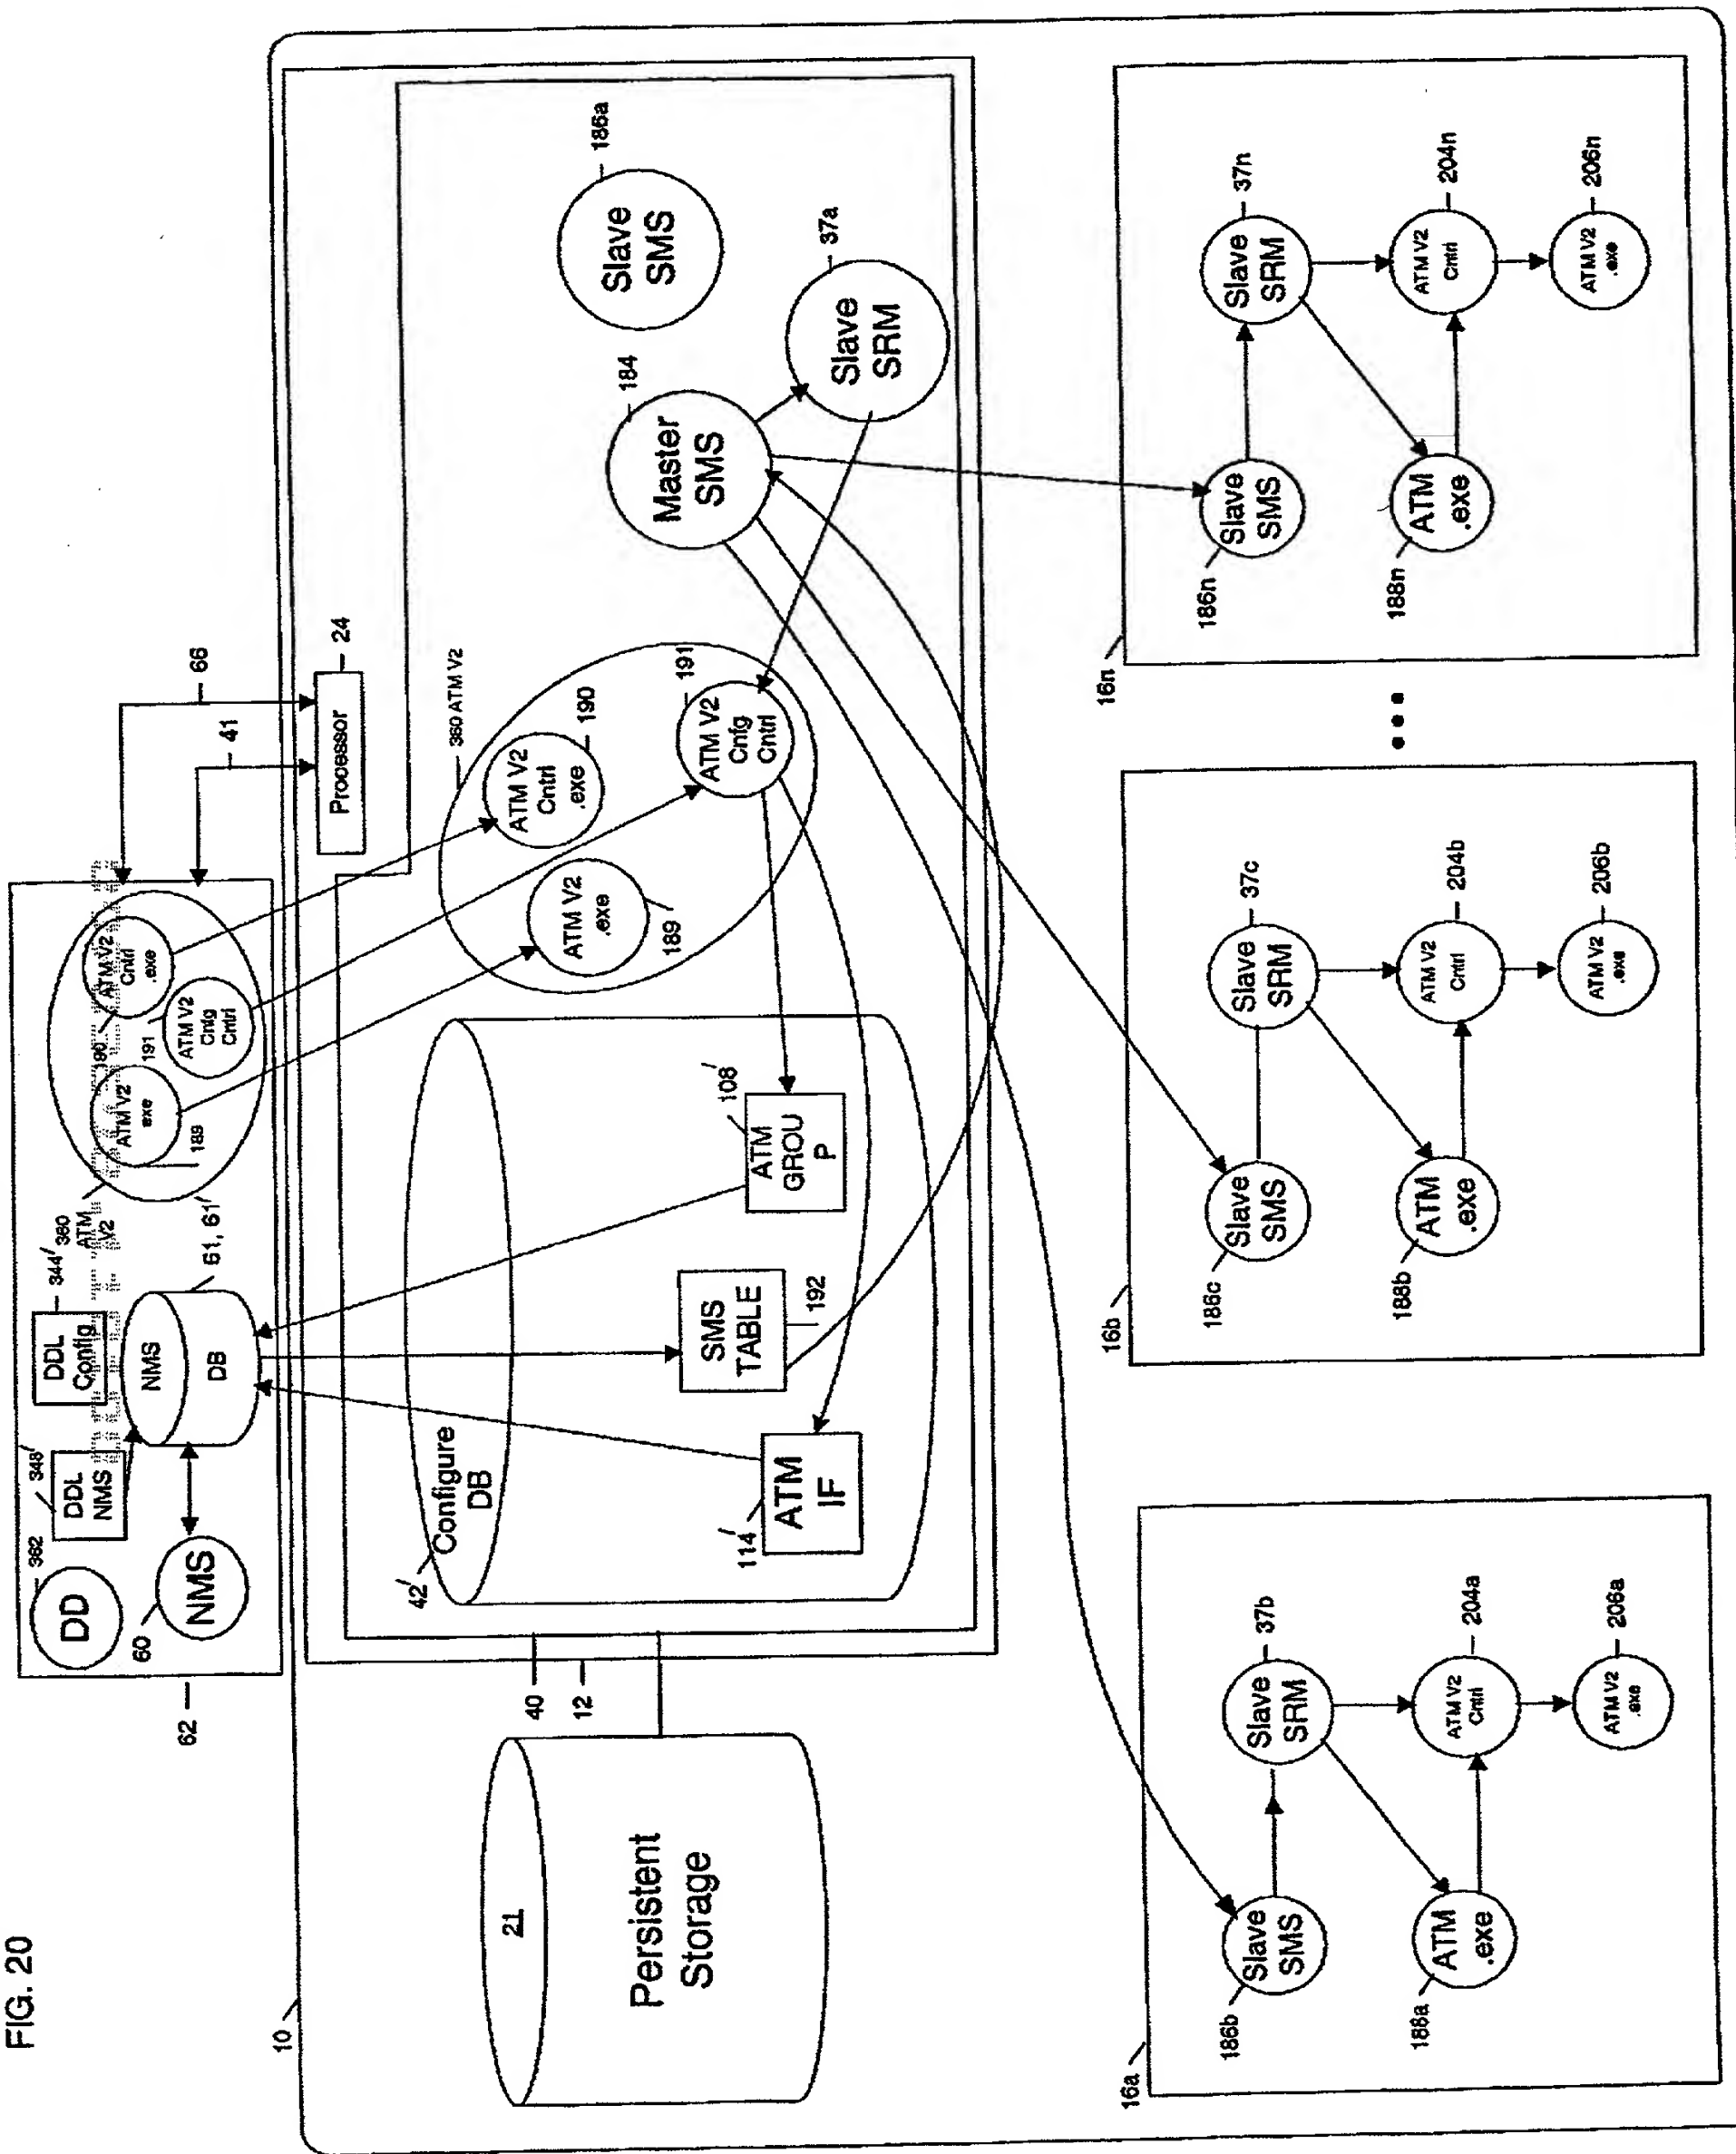 FIG. 20
362
DD
348'
DDL
NMS
344'
DDL
Config
360
ATM
V2
60
NMS
NMS
DB
61, 61'
62
ATM V2
exe
189
190
ATM V2
Cntrl
.exe
191
ATM V2
Cnfg
Cntrl
66
41
Processor
24
10
21
Persistent
Storage
40
12
42'
Configure
DB
114'
ATM
IF
SMS
TABLE
192
108'
ATM
GROU
P
360 ATM V2
ATM V2
.exe
189
ATM V2
Cntrl
.exe
190
191
ATM V2
Cnfg
Cntrl
184
Master
SMS
Slave
SMS
186a
Slave
SRM
37a
16a
186b
Slave
SMS
Slave
SRM
37b
188a
ATM
.exe
ATM V2
Cntrl
204a
ATM V2
.exe
206a
16b
186c
Slave
SMS
Slave
SRM
37c
188b
ATM
.exe
ATM V2
Cntrl
204b
ATM V2
.exe
206b
•••
16n
186n
Slave
SMS
Slave
SRM
37n
188n
ATM
.exe
ATM V2
Cntrl
204n
ATM V2
.exe
206n